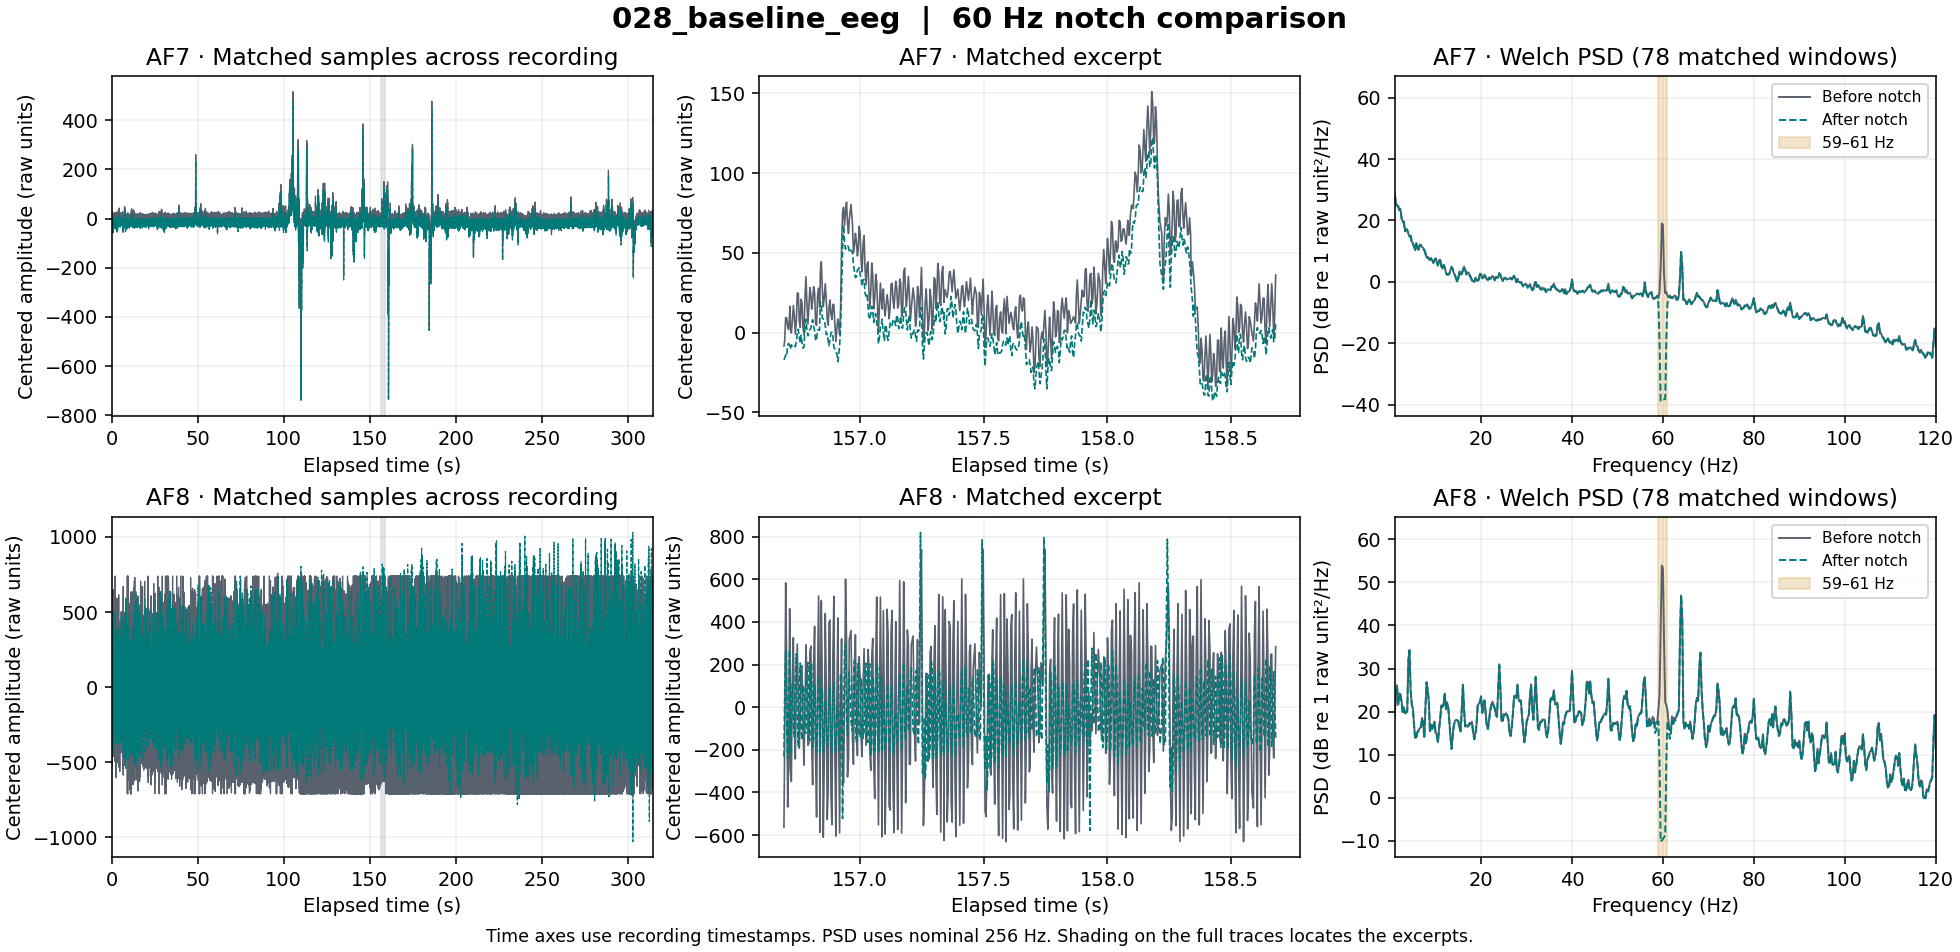 028_baseline_eeg | 60 Hz notch comparison
AF7 · Matched samples across recording
AF7 · Matched excerpt
AF7 · Welch PSD (78 matched windows)
Centered amplitude (raw units)
400
200
0
−200
−400
−600
−800
0 50 100 150 200 250 300
Elapsed time (s)
Centered amplitude (raw units)
150
100
50
0
−50
157.0 157.5 158.0 158.5
Elapsed time (s)
PSD (dB re 1 raw unit²/Hz)
60
40
20
0
−20
−40
20 40 60 80 100 120
Frequency (Hz)
Before notch
After notch
59–61 Hz
AF8 · Matched samples across recording
AF8 · Matched excerpt
AF8 · Welch PSD (78 matched windows)
Centered amplitude (raw units)
1000
500
0
−500
−1000
0 50 100 150 200 250 300
Elapsed time (s)
Centered amplitude (raw units)
800
600
400
200
0
−200
−400
−600
157.0 157.5 158.0 158.5
Elapsed time (s)
PSD (dB re 1 raw unit²/Hz)
60
50
40
30
20
10
0
−10
20 40 60 80 100 120
Frequency (Hz)
Before notch
After notch
59–61 Hz
Time axes use recording timestamps. PSD uses nominal 256 Hz. Shading on the full traces locates the excerpts.